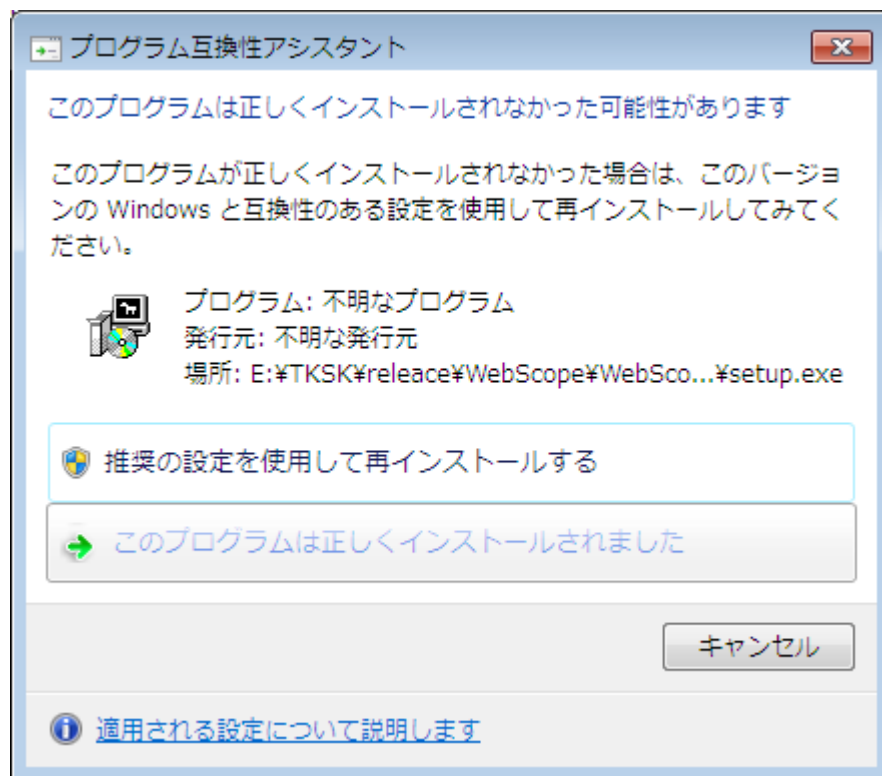 プログラム互換性アシスタント
このプログラムは正しくインストールされなかった可能性があります
このプログラムが正しくインストールされなかった場合は、このバージョ
ンの Windows と互換性のある設定を使用して再インストールしてみてく
ださい。
プログラム: 不明なプログラム
発行元: 不明な発行元
場所: E:¥TKSK¥releace¥WebScope¥WebSco...¥setup.exe
推奨の設定を使用して再インストールする
このプログラムは正しくインストールされました
キャンセル
適用される設定について説明します